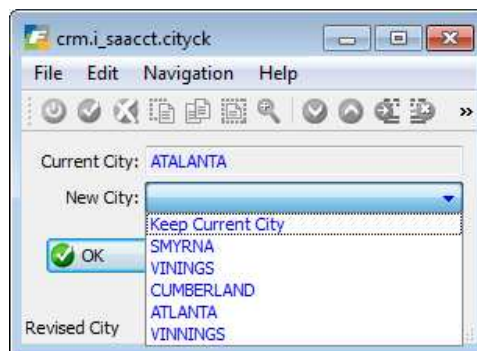 crm.i_saacct.cityck
File Edit Navigation Help
»
Current City: ATALANTA
New City:
Keep Current City
SMYRNA
VININGS
CUMBERLAND
ATLANTA
VINNINGS
OK
Revised City